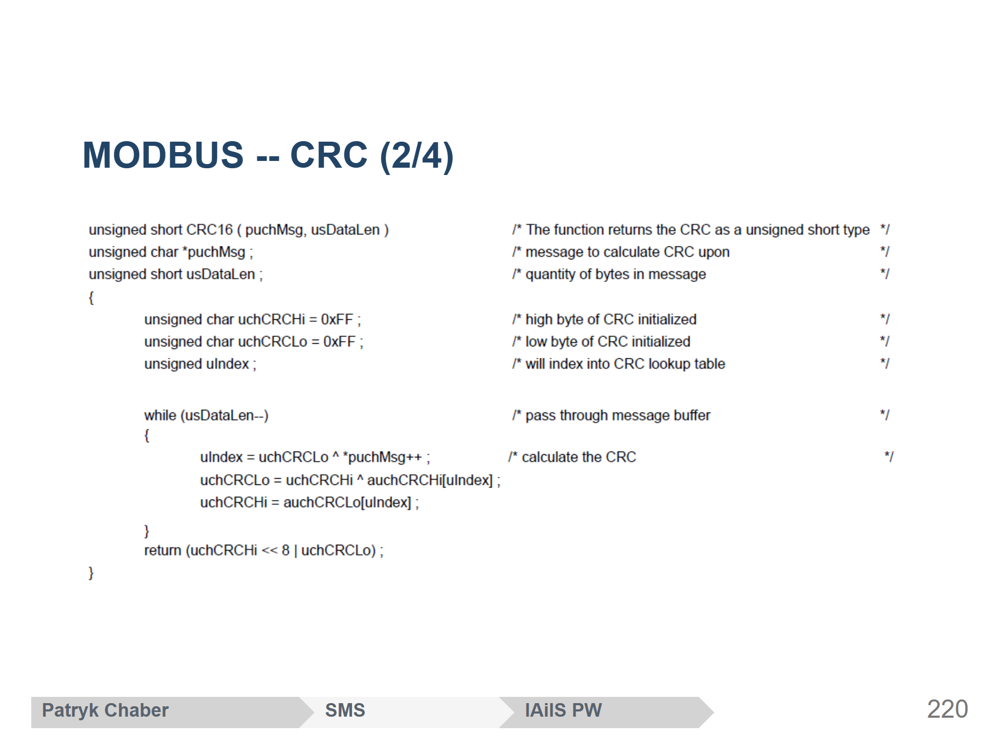 MODBUS -- CRC (2/4)
unsigned short CRC16 ( puchMsg, usDataLen ) /* The function returns the CRC as a unsigned short type */
unsigned char *puchMsg ; /* message to calculate CRC upon */
unsigned short usDataLen ; /* quantity of bytes in message */
{
unsigned char uchCRCHi = 0xFF ; /* high byte of CRC initialized */
unsigned char uchCRCLo = 0xFF ; /* low byte of CRC initialized */
unsigned uIndex ; /* will index into CRC lookup table */
while (usDataLen--) /* pass through message buffer */
{
uIndex = uchCRCLo ^ *puchMsg++ ; /* calculate the CRC */
uchCRCLo = uchCRCHi ^ auchCRCHi[uIndex] ;
uchCRCHi = auchCRCLo[uIndex] ;
}
return (uchCRCHi << 8 | uchCRCLo) ;
}
Patryk Chaber SMS IAiIS PW 220